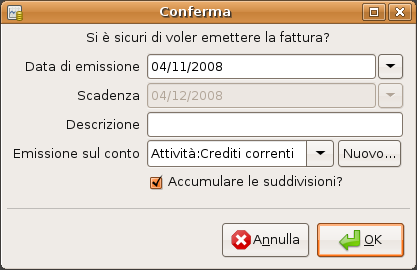 Conferma
Si è sicuri di voler emettere la fattura?
Data di emissione 04/11/2008
Scadenza 04/12/2008
Descrizione
Emissione sul conto Attività:Crediti correnti Nuovo...
Accumulare le suddivisioni?
Annulla OK